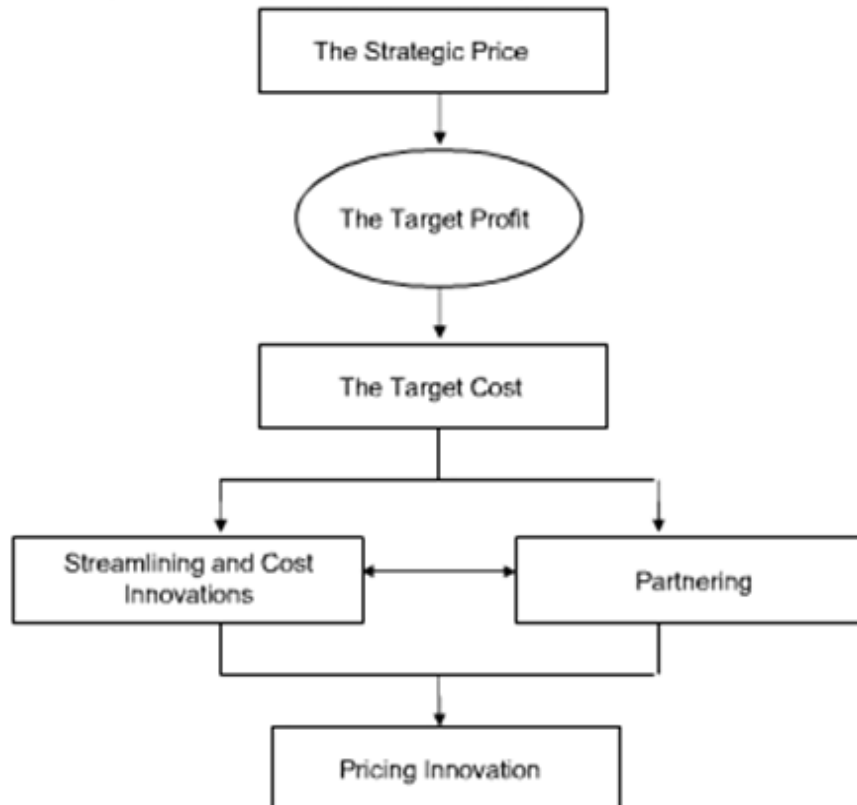 The Strategic Price
The Target Profit
The Target Cost
Streamlining and Cost
Innovations
Partnering
Pricing Innovation